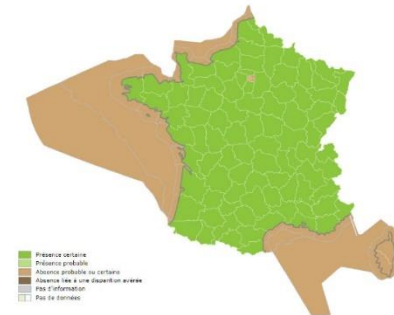 Présence certaine
Présence probable
Absence probable ou certaine
Absence liée à une disparition avérée
Pas d'information
Pas de données